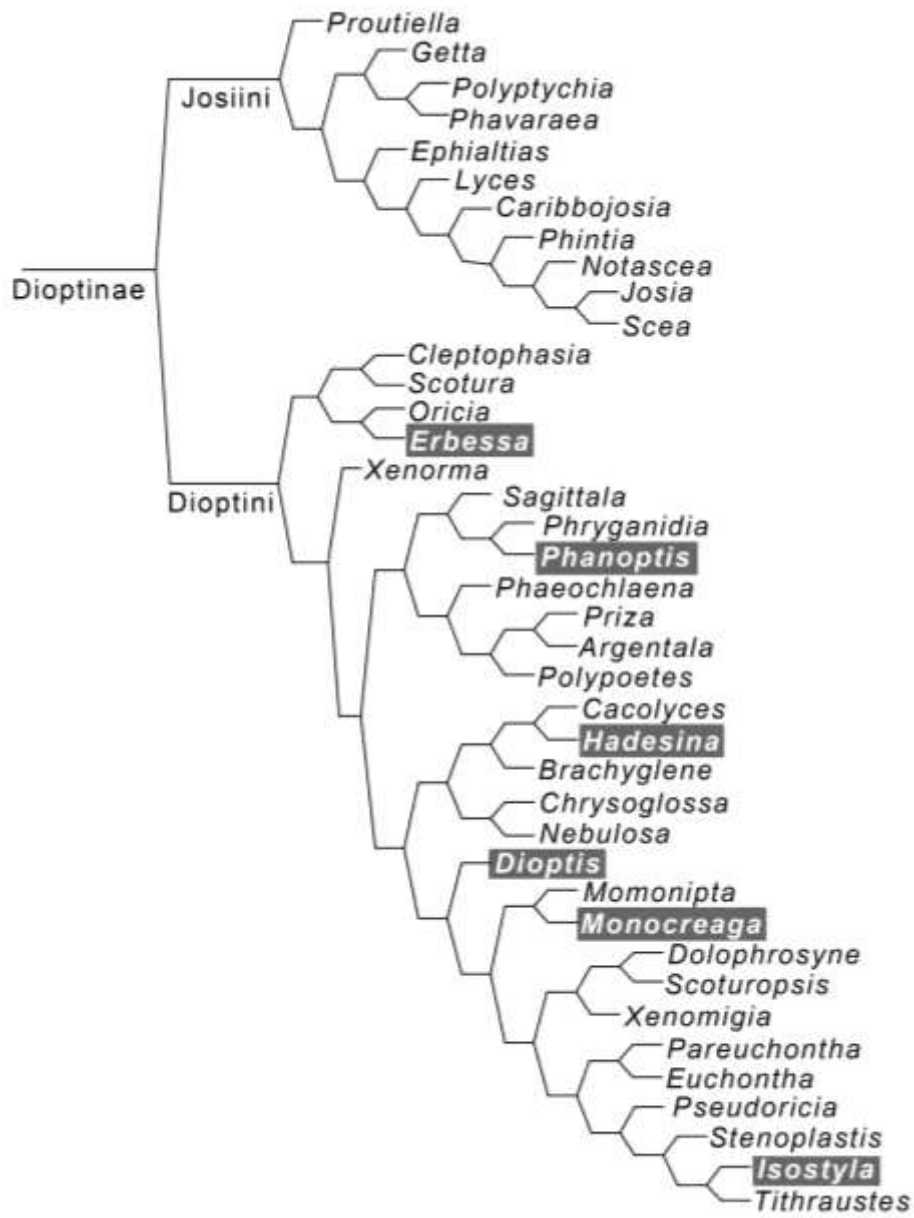 Proutiella
Getta
Polyptychia
Josiini
Phavaraea
Ephialtias
Lyces
Caribbojosia
Phintia
Notascea
Dioptinae
Josia
Scea
Cleptophasia
Scotura
Oricia
Erbessa
Xenorma
Dioptini
Sagittala
Phryganidia
Phanoptis
Phaeochlaena
Priza
Argentala
Polypoetes
Cacolyces
Hadesina
Brachyglene
Chrysoglossa
Nebulosa
Dioptis
Momonipta
Monocreaga
Dolophrosyne
Scoturopsis
Xenomigia
Pareuchontha
Euchontha
Pseudoricia
Stenoplastis
Isostyla
Tithraustes